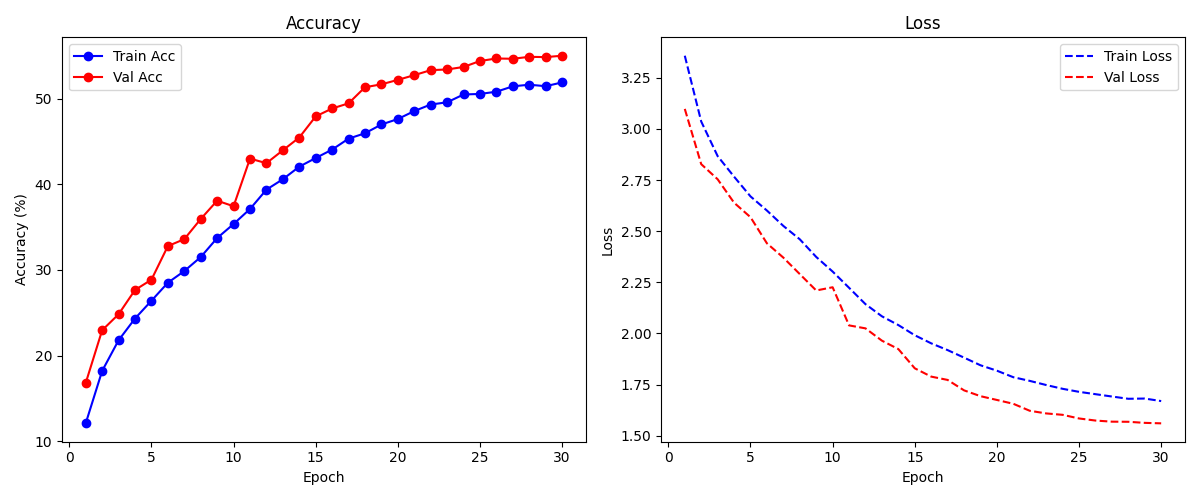 Accuracy
Train Acc
Val Acc
Accuracy (%)
50
40
30
20
10
0 5 10 15 20 25 30
Epoch
Loss
Train Loss
Val Loss
Loss
3.25
3.00
2.75
2.50
2.25
2.00
1.75
1.50
0 5 10 15 20 25 30
Epoch